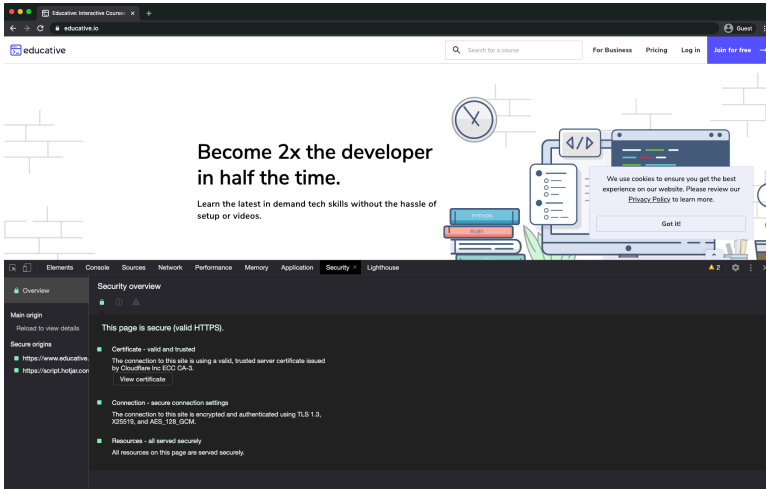 Educative: Interactive Courses
educative.io
Guest
educative
Search for a course
For Business
Pricing
Log in
Join for free →
Become 2x the developer
in half the time.
Learn the latest in demand tech skills without the hassle of
setup or videos.
PYTHON
RUBY
We use cookies to ensure you get the best
experience on our website. Please review our
Privacy Policy to learn more.
Got it!
Elements Console Sources Network Performance Memory Application Security × Lighthouse
2
Overview
Main origin
Reload to view details
Secure origins
https://www.educative.
https://script.hotjar.con
Security overview
This page is secure (valid HTTPS).
Certificate - valid and trusted
The connection to this site is using a valid, trusted server certificate issued
by Cloudflare Inc ECC CA-3.
View certificate
Connection - secure connection settings
The connection to this site is encrypted and authenticated using TLS 1.3,
X25519, and AES_128_GCM.
Resources - all served securely
All resources on this page are served securely.